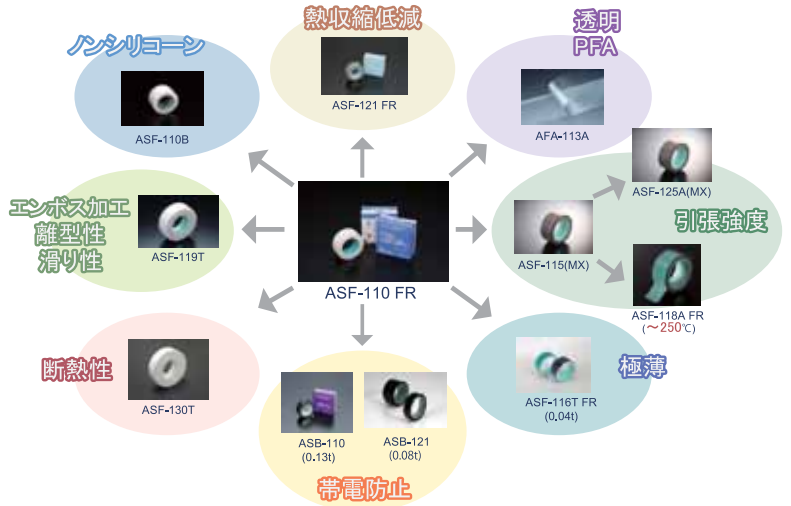 熱収縮低減
ASF-121 FR
ノンシリコーン
ASF-110B
透明
PFA
AFA-113A
エンボス加工
離型性
滑り性
ASF-119T
ASF-110 FR
ASF-115(MX)
ASF-125A(MX)
引張強度
ASF-118A FR
(~250℃)
断熱性
ASF-130T
ASB-110
(0.13t)
ASB-121
(0.08t)
帯電防止
ASF-116T FR
(0.04t)
極薄